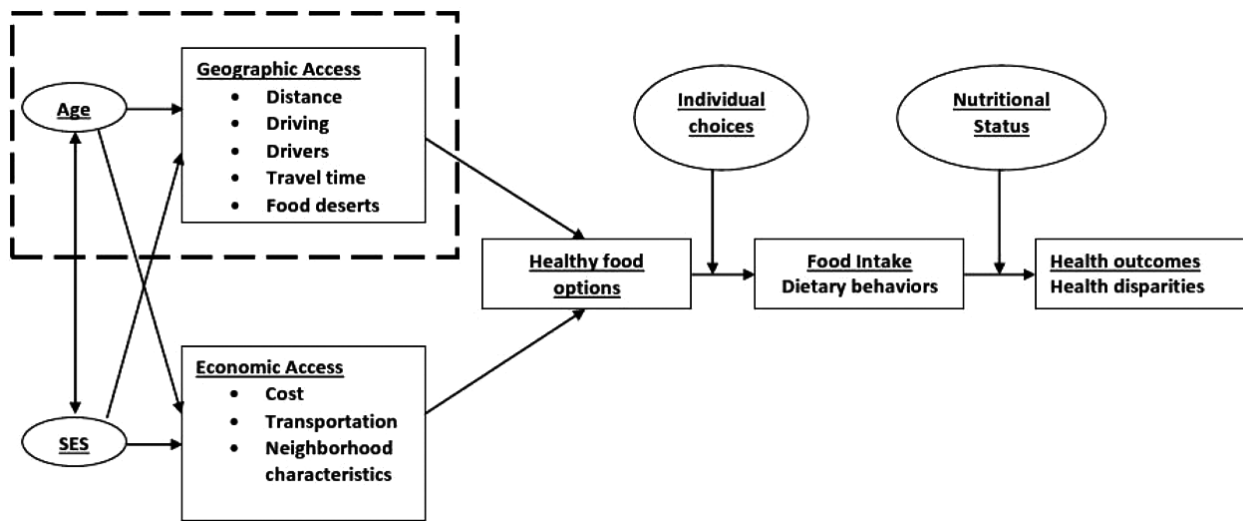 Age
Geographic Access
• Distance
• Driving
• Drivers
• Travel time
• Food deserts
SES
Economic Access
• Cost
• Transportation
• Neighborhood
characteristics
Healthy food
options
Individual
choices
Food Intake
Dietary behaviors
Nutritional
Status
Health outcomes
Health disparities